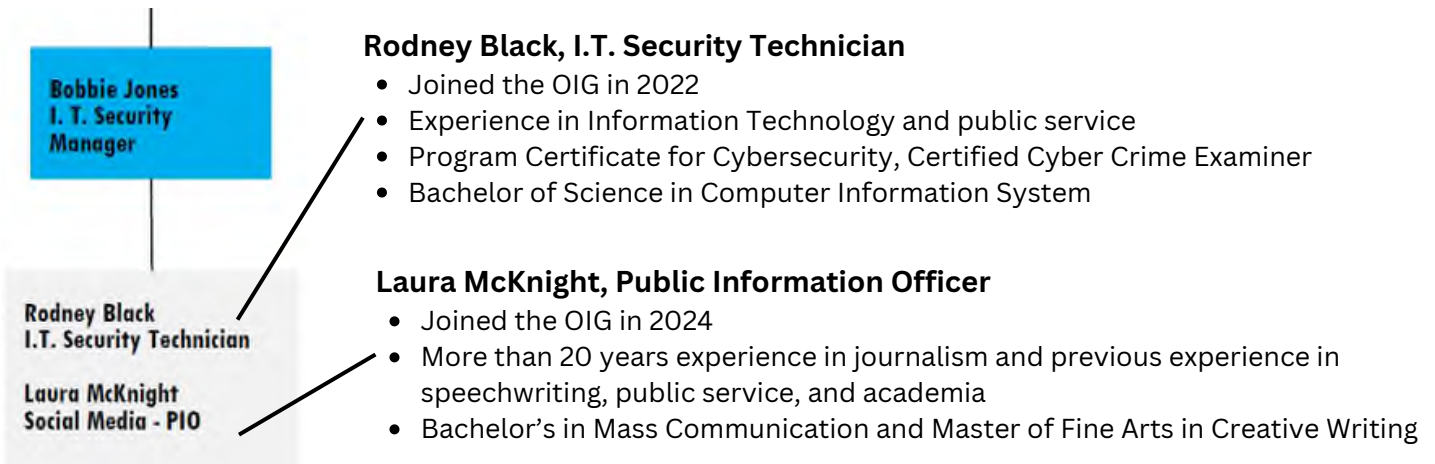 Bobbie Jones
I. T. Security
Manager
Rodney Black
I.T. Security Technician
Laura McKnight
Social Media - PIO
Rodney Black, I.T. Security Technician
• Joined the OIG in 2022
• Experience in Information Technology and public service
• Program Certificate for Cybersecurity, Certified Cyber Crime Examiner
• Bachelor of Science in Computer Information System
Laura McKnight, Public Information Officer
• Joined the OIG in 2024
• More than 20 years experience in journalism and previous experience in
speechwriting, public service, and academia
• Bachelor’s in Mass Communication and Master of Fine Arts in Creative Writing